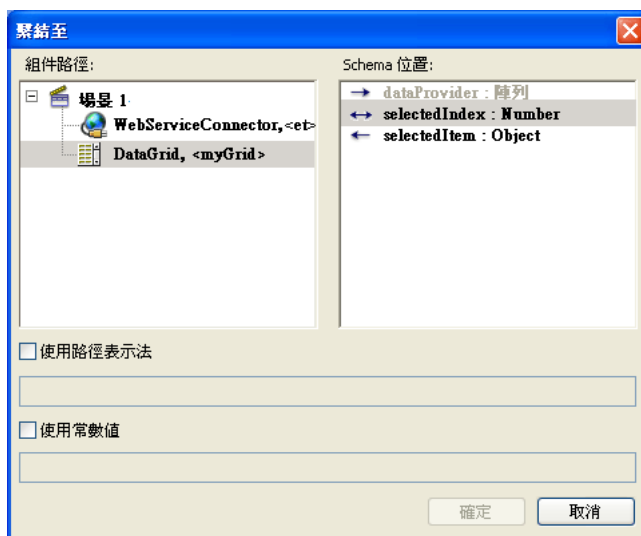 繫結至
組件路徑:
Schema 位置:
場景 1
WebServiceConnector,<et>
DataGrid, <myGrid>
dataProvider : 陣列
selectedIndex : Number
selectedItem : Object
使用路徑表示法
使用常數值
確定
取消